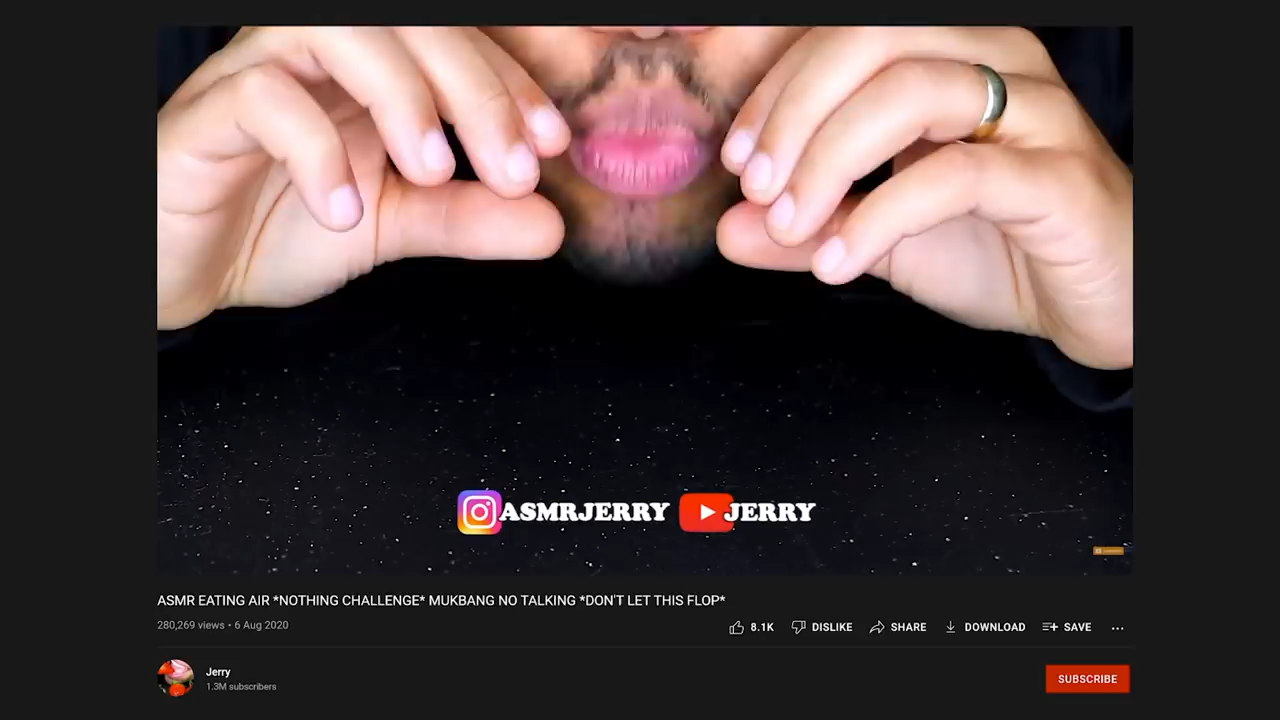 ASMRJERRY JERRY
ASMR EATING AIR *NOTHING CHALLENGE* MUKBANG NO TALKING *DON'T LET THIS FLOP*
280,269 views • 6 Aug 2020
8.1K DISLIKE SHARE DOWNLOAD SAVE ...
Jerry
1.3M subscribers
SUBSCRIBE